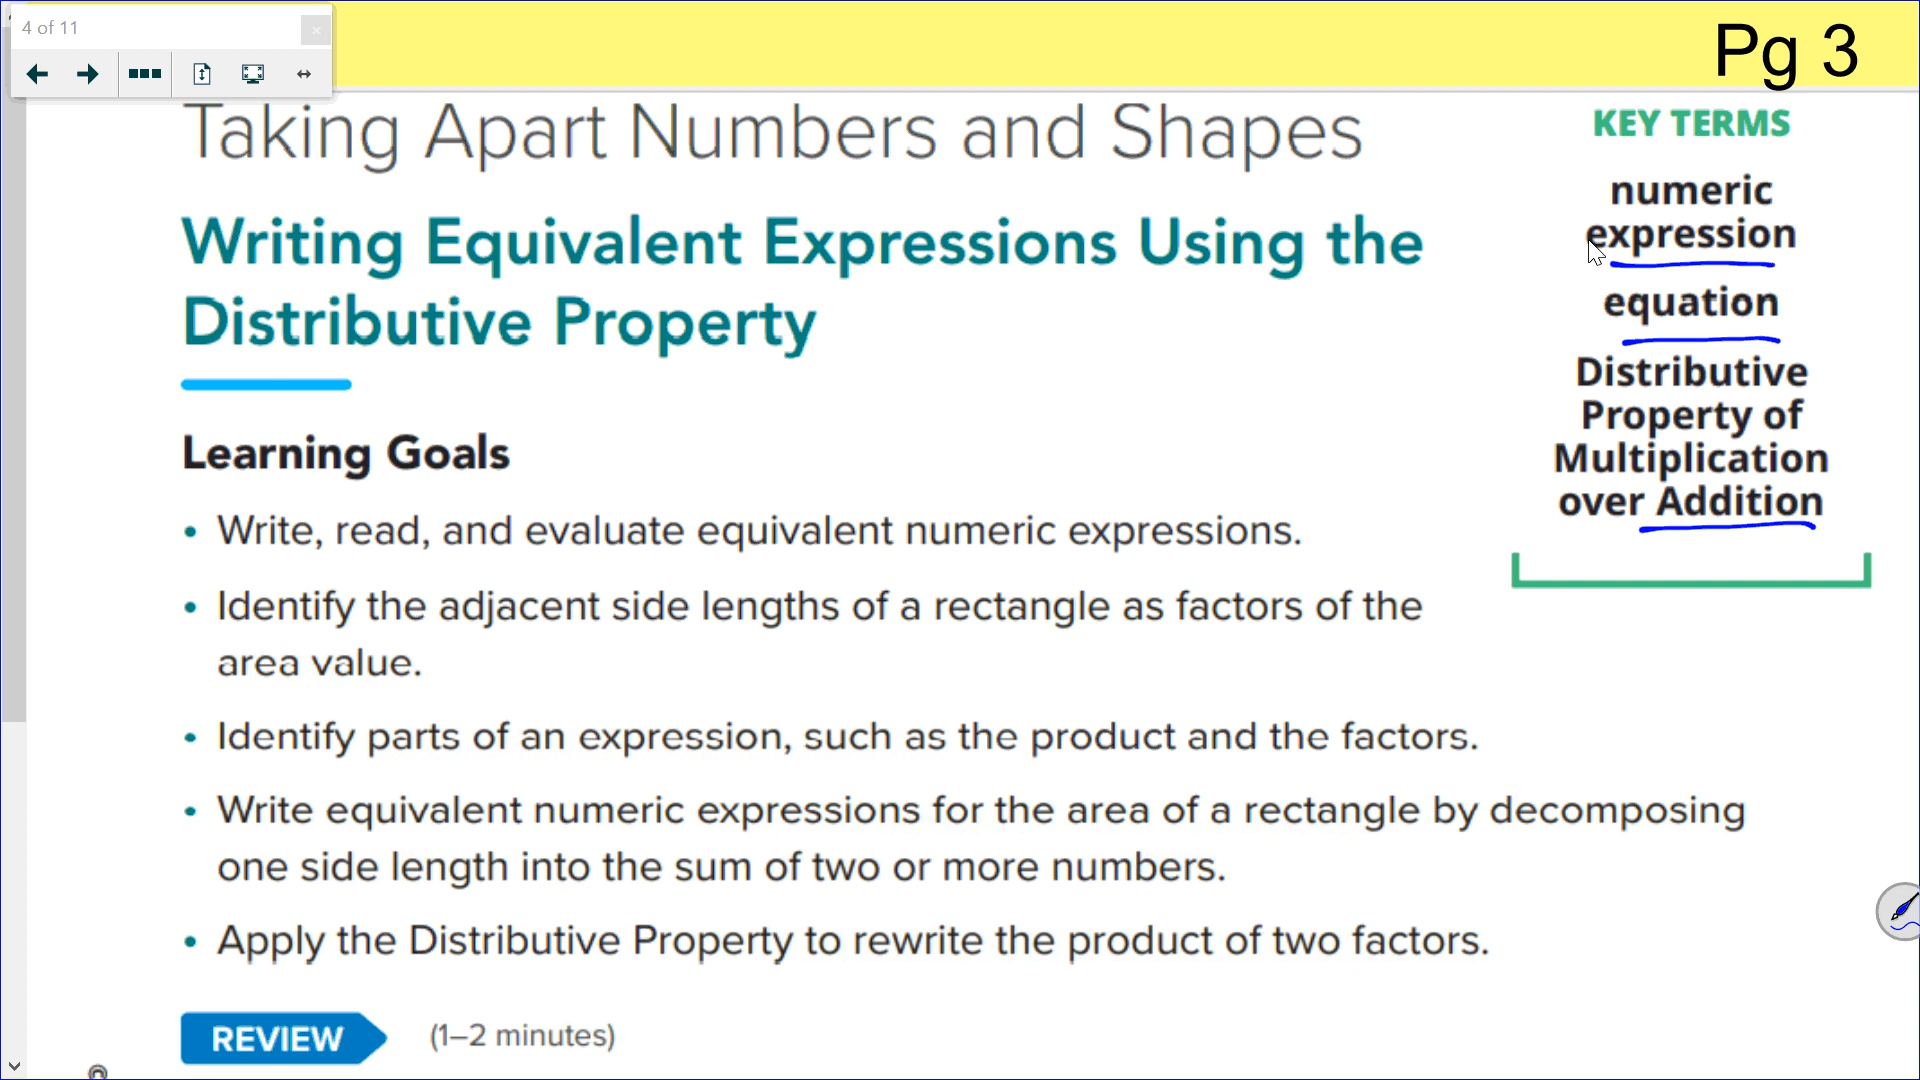 4 of 11
Pg 3
Taking Apart Numbers and Shapes
Writing Equivalent Expressions Using the
Distributive Property
Learning Goals
• Write, read, and evaluate equivalent numeric expressions.
• Identify the adjacent side lengths of a rectangle as factors of the
area value.
• Identify parts of an expression, such as the product and the factors.
• Write equivalent numeric expressions for the area of a rectangle by decomposing
one side length into the sum of two or more numbers.
• Apply the Distributive Property to rewrite the product of two factors.
REVIEW (1–2 minutes)
KEY TERMS
numeric
expression
equation
Distributive
Property of
Multiplication
over Addition